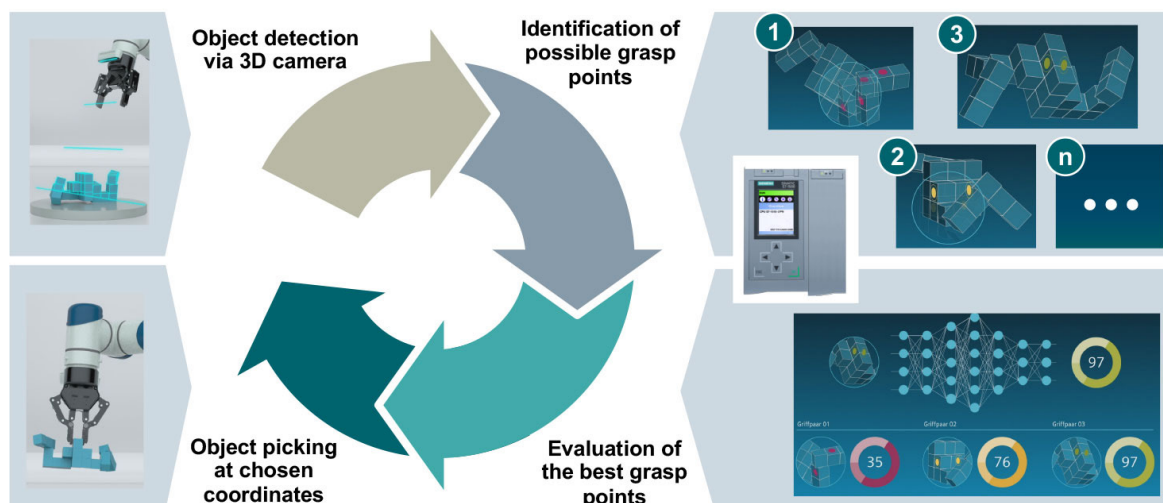 Object detection
via 3D camera
Identification of
possible grasp
points
1
3
2
n
SIEMENS
97
Griffpaar 01
Griffpaar 02
Griffpaar 03
35
76
97
Object picking
at chosen
coordinates
Evaluation of
the best grasp
points